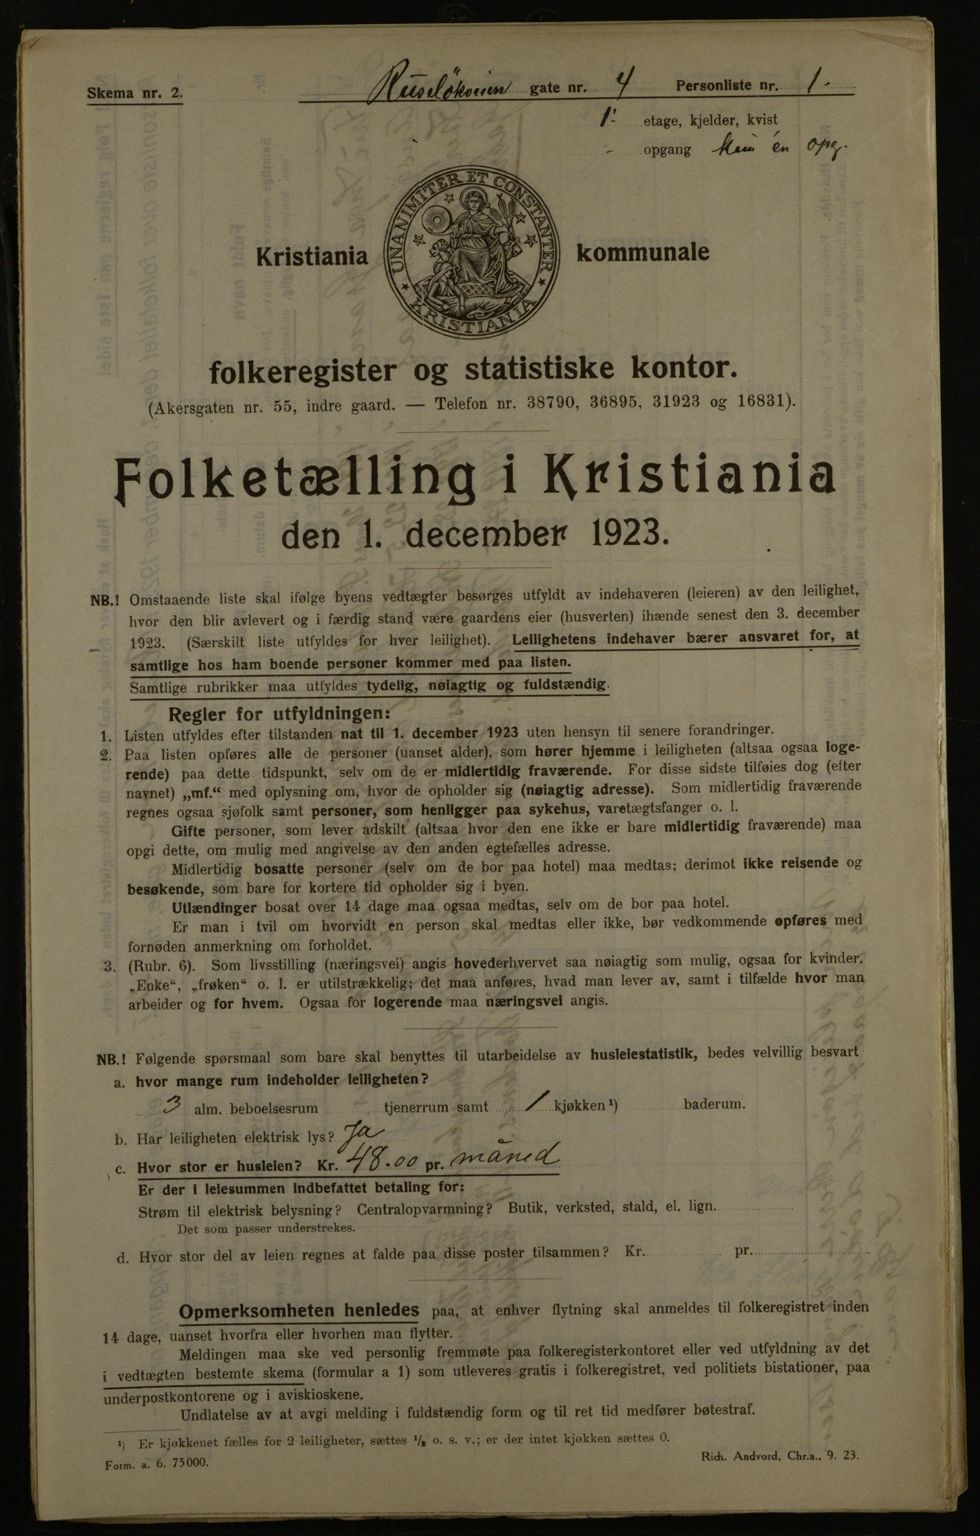 Skema nr. 2.
Ruseløkveien gate nr. 4 Personliste nr. 1-
1' etage, kjelder, kvist
- opgang kun én opg.
UNANIMITER ET CONSTANTER
KRISTIANIA
Kristiania kommunale
folkeregister og statistiske kontor.
(Akersgaten nr. 55, indre gaard. — Telefon nr. 38790, 36895, 31923 og 16831).
Folketælling i Kristiania
den 1. december 1923.
NB.! Omstaaende liste skal ifølge byens vedtægter besørges utfyldt av indehaveren (leieren) av den leilighet,
hvor den blir avlevert og i færdig stand være gaardens eier (husverten) ihænde senest den 3. december
1923. (Særskilt liste utfyldes for hver leilighet). Leilighetens indehaver bærer ansvaret for, at
samtlige hos ham boende personer kommer med paa listen.
Samtlige rubrikker maa utfyldes tydelig, nøiagtig og fuldstændig.
Regler for utfyldningen:
1. Listen utfyldes efter tilstanden nat til 1. december 1923 uten hensyn til senere forandringer.
2. Paa listen opføres alle de personer (uanset alder), som hører hjemme i leiligheten (altsaa ogsaa loge-
rende) paa dette tidspunkt, selv om de er midlertidig fraværende. For disse sidste tilføies dog (efter
navnet) „mf.“ med oplysning om, hvor de opholder sig (nøiagtig adresse). Som midlertidig fraværende
regnes ogsaa sjøfolk samt personer, som henligger paa sykehus, varetægtsfanger o. l.
Gifte personer, som lever adskilt (altsaa hvor den ene ikke er bare midlertidig fraværende) maa
opgi dette, om mulig med angivelse av den anden egtefælles adresse.
Midlertidig bosatte personer (selv om de bor paa hotel) maa medtas; derimot ikke reisende og
besøkende, som bare for kortere tid opholder sig i byen.
Utlændinger bosat over 14 dage maa ogsaa medtas, selv om de bor paa hotel.
Er man i tvil om hvorvidt en person skal medtas eller ikke, bør vedkommende opføres med
fornøden anmerkning om forholdet.
3. (Rubr. 6). Som livsstilling (næringsvei) angis hovederhvervet saa nøiagtig som mulig, ogsaa for kvinder.
„Enke“, „frøken“ o. l. er utilstrækkelig; det maa anføres, hvad man lever av, samt i tilfælde hvor man
arbeider og for hvem. Ogsaa for logerende maa næringsvei angis.
NB.! Følgende spørsmaal som bare skal benyttes til utarbeidelse av husleiestatistik, bedes velvillig besvart
a. hvor mange rum indeholder leiligheten?
3 alm. beboelsesrum tjenerrum samt 1 kjøkken ¹) baderum.
b. Har leiligheten elektrisk lys? Ja
c. Hvor stor er husleien? Kr. 48.00 pr. måned
Er der i leiesummen indbefattet betaling for:
Strøm til elektrisk belysning? Centralopvarmning? Butik, verksted, stald, el. lign.
Det som passer understrekes.
d. Hvor stor del av leien regnes at falde paa disse poster tilsammen? Kr. pr.
Opmerksomheten henledes paa, at enhver flytning skal anmeldes til folkeregistret inden
14 dage, uanset hvorfra eller hvorhen man flytter.
Meldingen maa ske ved personlig fremmøte paa folkeregisterkontoret eller ved utfyldning av det
i vedtægten bestemte skema (formular a 1) som utleveres gratis i folkeregistret, ved politiets bistationer, paa
underpostkontorene og i aviskioskene.
Undlatelse av at avgi melding i fuldstændig form og til ret tid medfører bøtestraf.
¹) Er kjøkkenet fælles for 2 leiligheter, sættes ½ o. s. v.; er der intet kjøkken sættes 0.
Form. a. 6. 75000. Rich. Andvord, Chr.a., 9. 23.